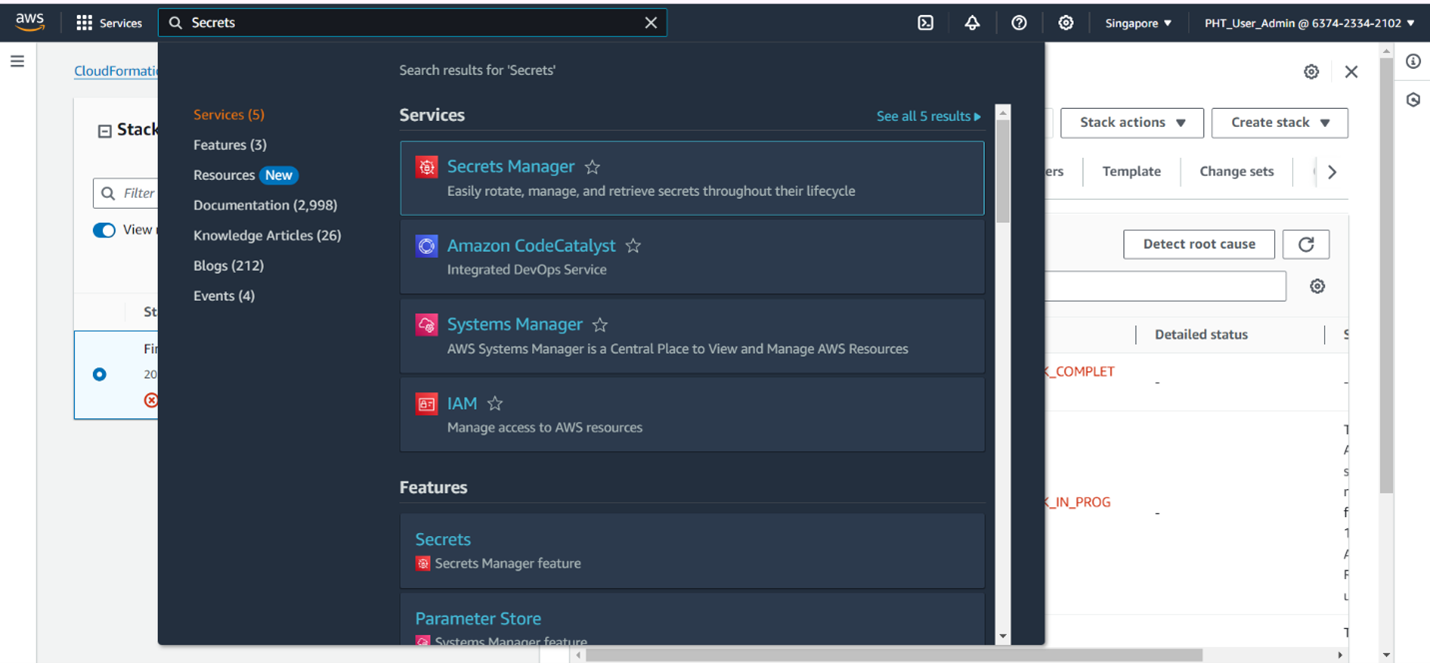 aws
Services
Secrets
Singapore
PHT_User_Admin @ 6374-2334-2102
Search results for 'Secrets'
Services (5)
Features (3)
Resources New
Documentation (2,998)
Knowledge Articles (26)
Blogs (212)
Events (4)
Services
See all 5 results
Secrets Manager
Easily rotate, manage, and retrieve secrets throughout their lifecycle
Amazon CodeCatalyst
Integrated DevOps Service
Systems Manager
AWS Systems Manager is a Central Place to View and Manage AWS Resources
IAM
Manage access to AWS resources
Features
Secrets
Secrets Manager feature
Parameter Store
Systems Manager feature
CloudFormatio
Stack
Filter
View
St
Fir
20
Stack actions
Create stack
ers
Template
Change sets
Detect root cause
Detailed status
K_COMPLET
-
-
K_IN_PROG
-